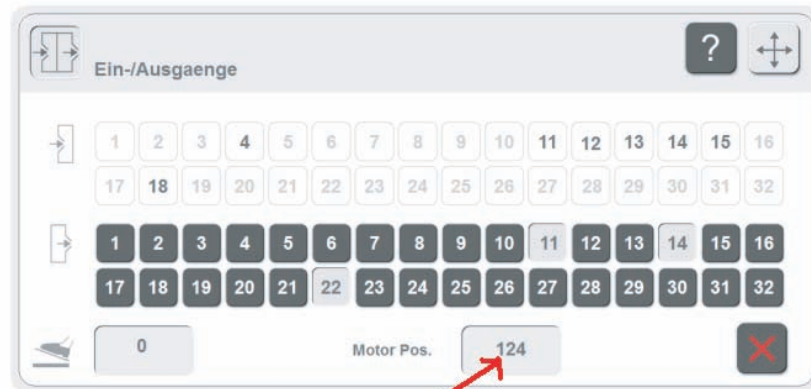 ?
Ein-/Ausgaenge
1 2 3 4 5 6 7 8 9 10 11 12 13 14 15 16
17 18 19 20 21 22 23 24 25 26 27 28 29 30 31 32
1 2 3 4 5 6 7 8 9 10 11 12 13 14 15 16
17 18 19 20 21 22 23 24 25 26 27 28 29 30 31 32
0 Motor Pos. 124